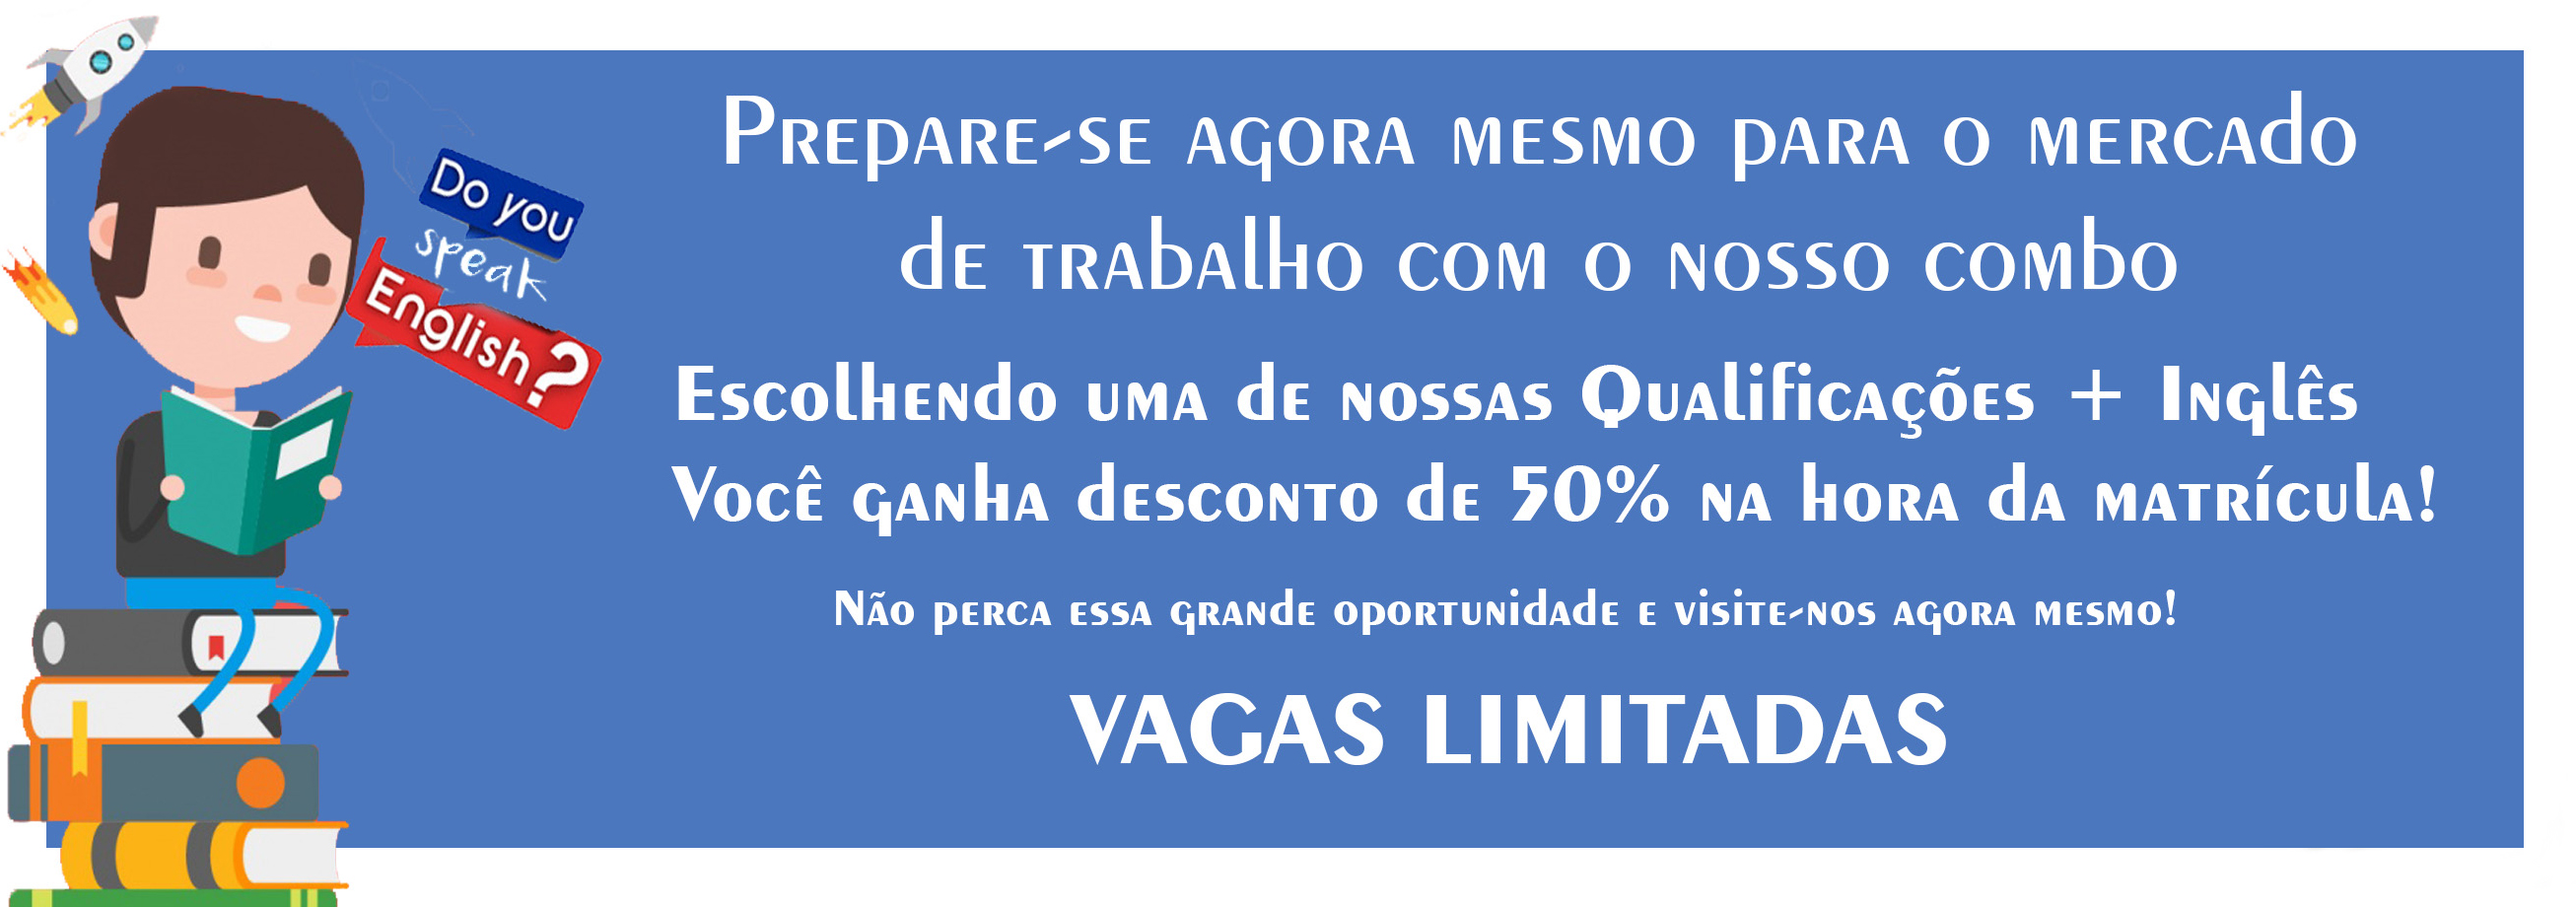 Do you
speak
English?
Prepare-se agora mesmo para o mercado
de trabalho com o nosso combo
Escolhendo uma de nossas Qualificações + Inglês
Você ganha desconto de 50% na hora da matrícula!
Não perca essa grande oportunidade e visite-nos agora mesmo!
VAGAS LIMITADAS